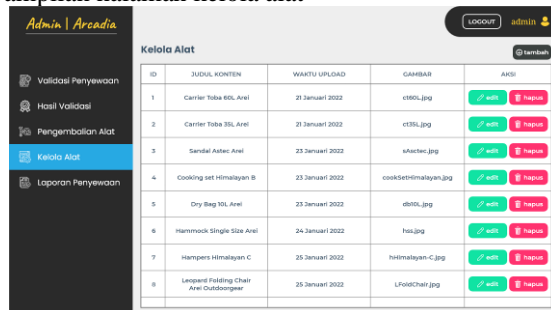 Admin | Arcadia
LOGOUT admin
Kelola Alat
tambah
Validasi Penyewaan
Hasil Validasi
Pengembalian Alat
Kelola Alat
Laporan Penyewaan
ID JUDUL KONTEN WAKTU UPLOAD GAMBAR AKSI
1 Carrier Toba 60L Arei 21 Januari 2022 ct60L.jpg edit hapus
2 Carrier Toba 35L Arei 21 Januari 2022 ct35L.jpg edit hapus
3 Sandal Astec Arei 23 Januari 2022 sAsctec.jpg edit hapus
4 Cooking set Himalayan B 23 Januari 2022 cookSetHimalayan.jpg edit hapus
5 Dry Bag 10L Arei 23 Januari 2022 db10L.jpg edit hapus
6 Hammock Single Size Arei 24 Januari 2022 hss.jpg edit hapus
7 Hampers Himalayan C 25 Januari 2022 hHimalayan-C.jpg edit hapus
8 Leopard Folding Chair
Arei Outdoorgear 25 Januari 2022 LFoldChair.jpg edit hapus